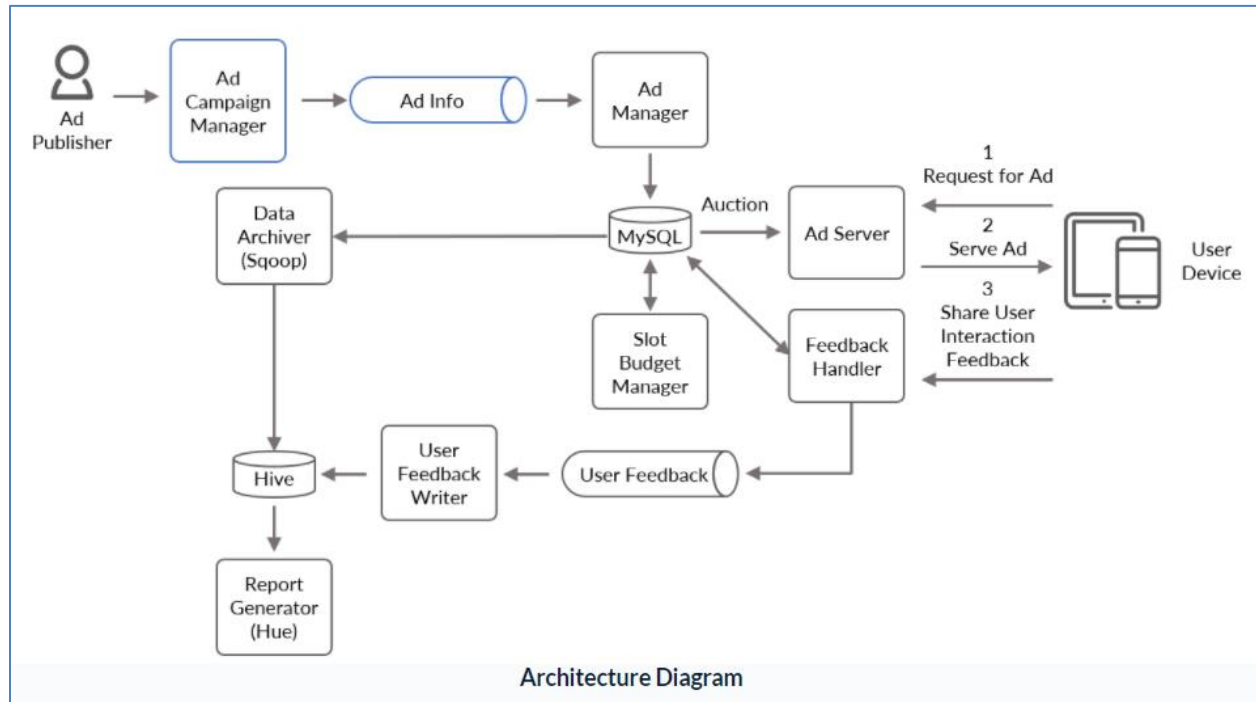 Ad
Publisher
Ad
Campaign
Manager
Ad Info
Ad
Manager
1
Request for Ad
Data
Archiver
(Sqoop)
MySQL
Auction
Ad Server
2
Serve Ad
User
Device
3
Share User
Interaction
Feedback
Slot
Budget
Manager
Feedback
Handler
Hive
User
Feedback
Writer
User Feedback
Report
Generator
(Hue)
Architecture Diagram